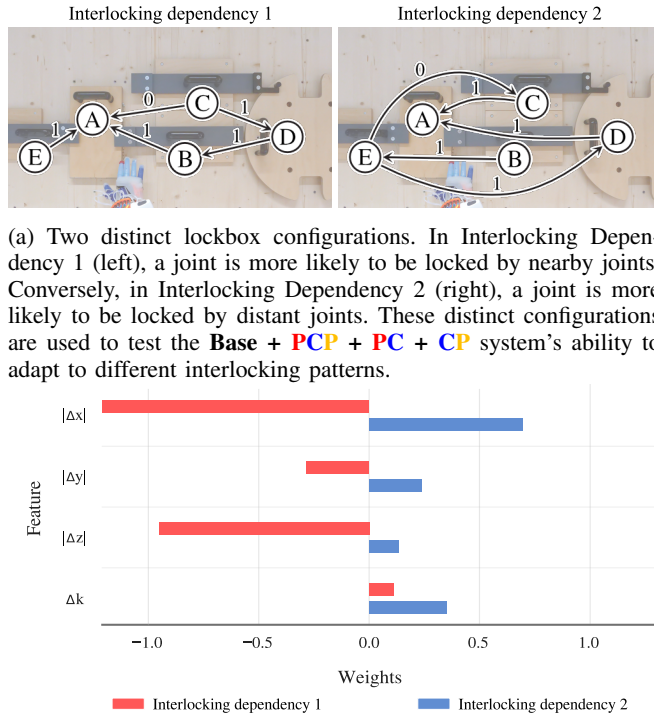 Interlocking dependency 1
Interlocking dependency 2
0
1
A
C
1
1
1
E
B
D
0
1
A
C
1
1
E
B
D
1
(a) Two distinct lockbox configurations. In Interlocking Depen-
dency 1 (left), a joint is more likely to be locked by nearby joints.
Conversely, in Interlocking Dependency 2 (right), a joint is more
likely to be locked by distant joints. These distinct configurations
are used to test the Base + PCP + PC + CP system's ability to
adapt to different interlocking patterns.
|Δx|
|Δy|
Feature
|Δz|
Δk
−1.0 −0.5 0.0 0.5 1.0
Weights
Interlocking dependency 1 Interlocking dependency 2